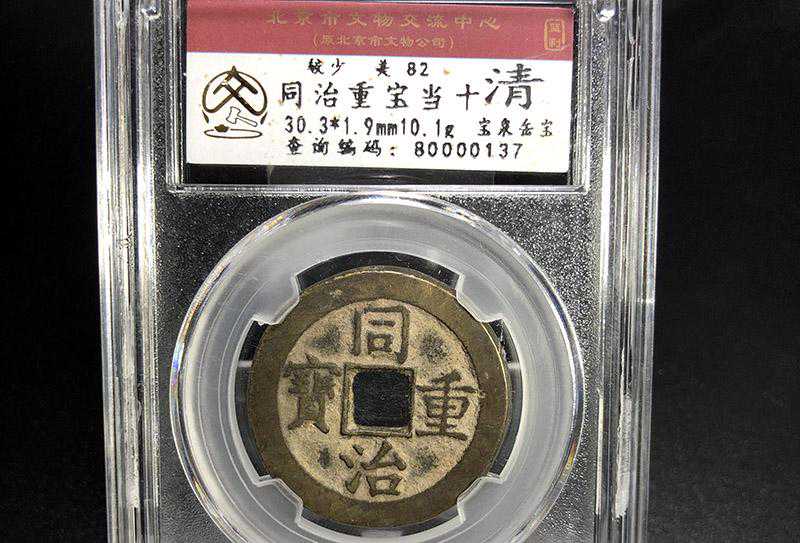 北京市文物交流中心
(原北京市文物公司)
较少 美 82
同治重宝当十 清
30.3*1.9mm10.1g 宝泉岳宝
查询编码: 80000137
同治重寶